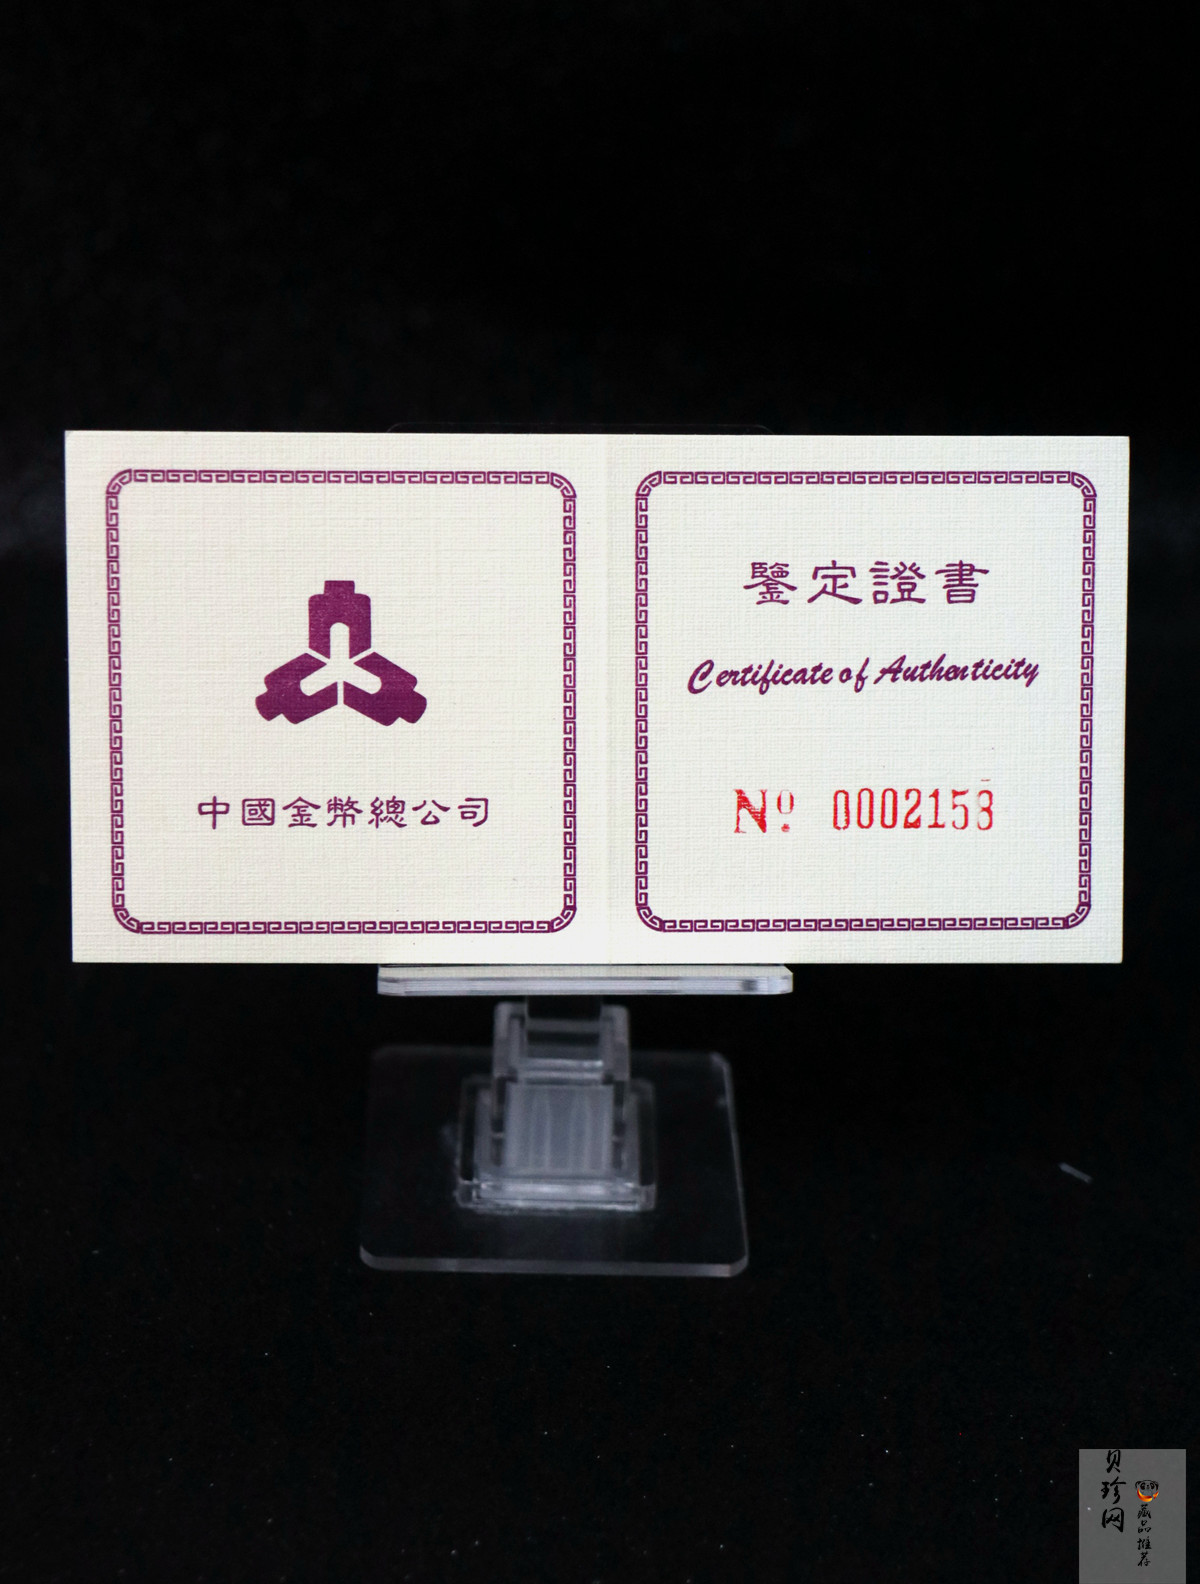 中國金幣總公司
鑒定證書
Certificate of Authenticity
Nº 0002153
贝珍网
藏品推荐